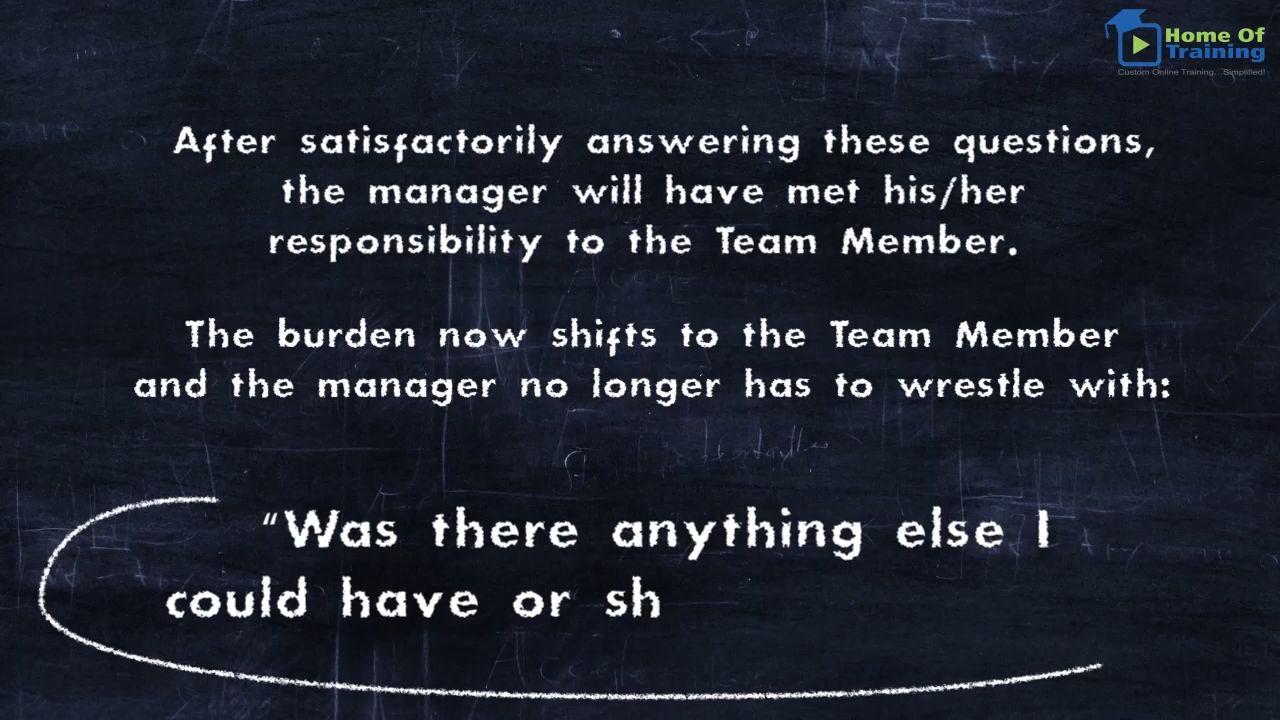 Home Of
Training
Custom Online Training...Simplified!
After satisfactorily answering these questions,
the manager will have met his/her
responsibility to the Team Member.
The burden now shifts to the Team Member
and the manager no longer has to wrestle with:
"Was there anything else I
could have or sh